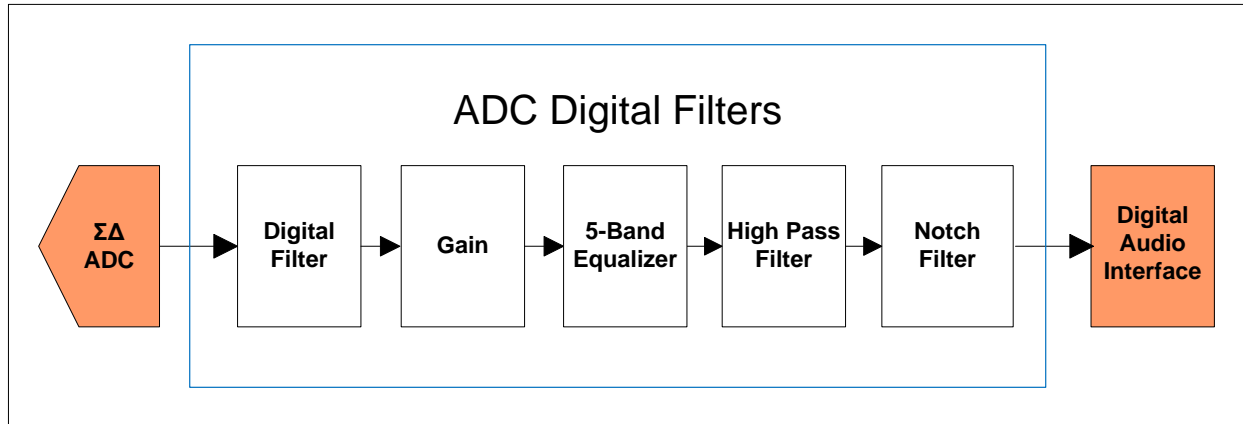 ADC Digital Filters
ΣΔ
ADC
Digital
Filter
Gain
5-Band
Equalizer
High Pass
Filter
Notch
Filter
Digital
Audio
Interface